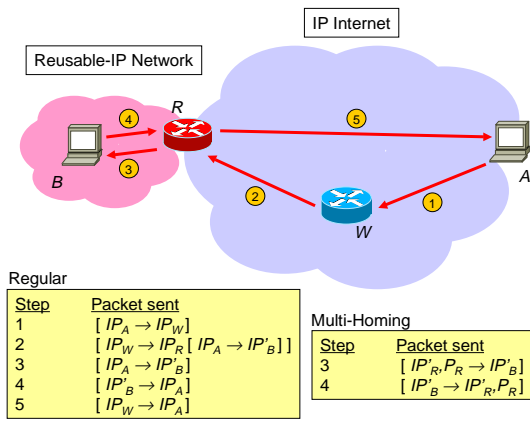 IP Internet
Reusable-IP Network
R
4
5
3
2
1
B
A
W
Regular
Step Packet sent
1 [ IP_A → IP_W]
2 [ IP_W → IP_R [ IP_A → IP'_B] ]
3 [ IP_A → IP'_B]
4 [ IP'_B → IP_A]
5 [ IP_W → IP_A]
Multi-Homing
Step Packet sent
3 [ IP'_R, P_R → IP'_B]
4 [ IP'_B → IP'_R, P_R]